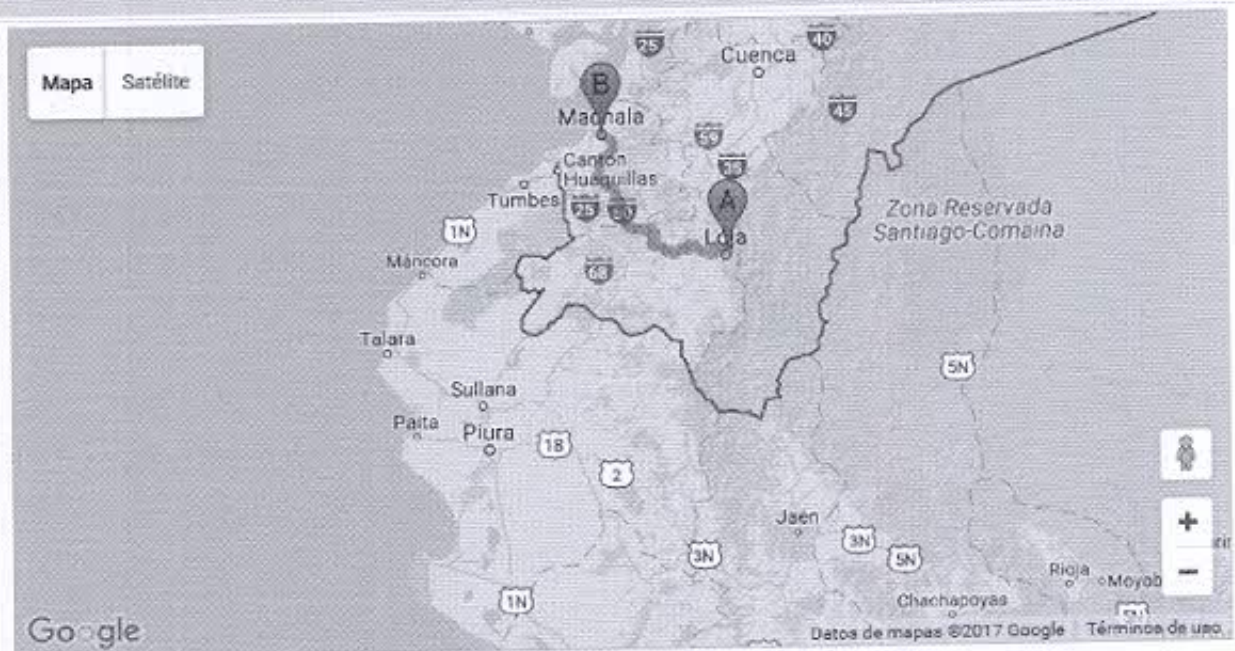 Mapa Satélite
25
40
Cuenca
B
Machala
45
59
35
Cantón
Huaquillas
A
Tumbes
25
50
Loja
Zona Reservada
Santiago-Comaina
1N
Máncora
68
Talara
5N
Sullana
Paita
Piura
1B
2
Jaén
3N
3N
5N
Rioja
Moyob
1N
Chachapoyas
5N
Google
Datos de mapas ©2017 Google Términos de uso